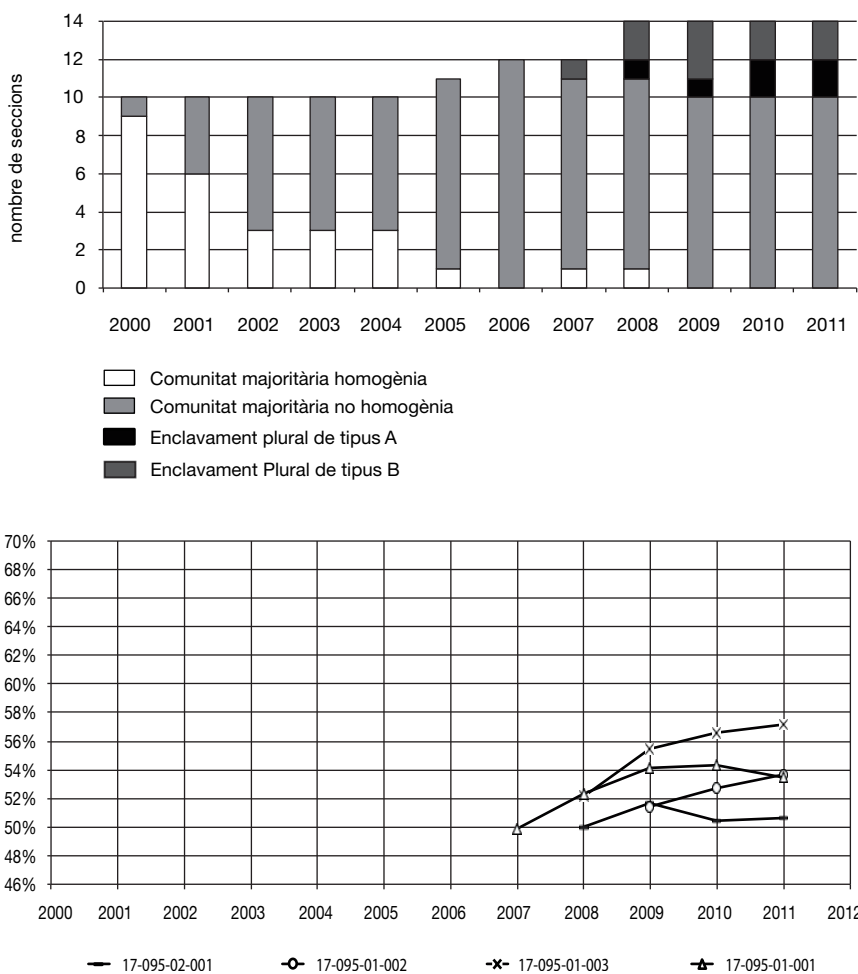 nombre de seccions
14
12
10
8
6
4
2
0
2000 2001 2002 2003 2004 2005 2006 2007 2008 2009 2010 2011
Comunitat majoritària homogènia
Comunitat majoritària no homogènia
Enclavament plural de tipus A
Enclavament Plural de tipus B
70%
68%
66%
64%
62%
60%
58%
56%
54%
52%
50%
48%
46%
2000 2001 2002 2003 2004 2005 2006 2007 2008 2009 2010 2011 2012
17-095-02-001 17-095-01-002 17-095-01-003 17-095-01-001